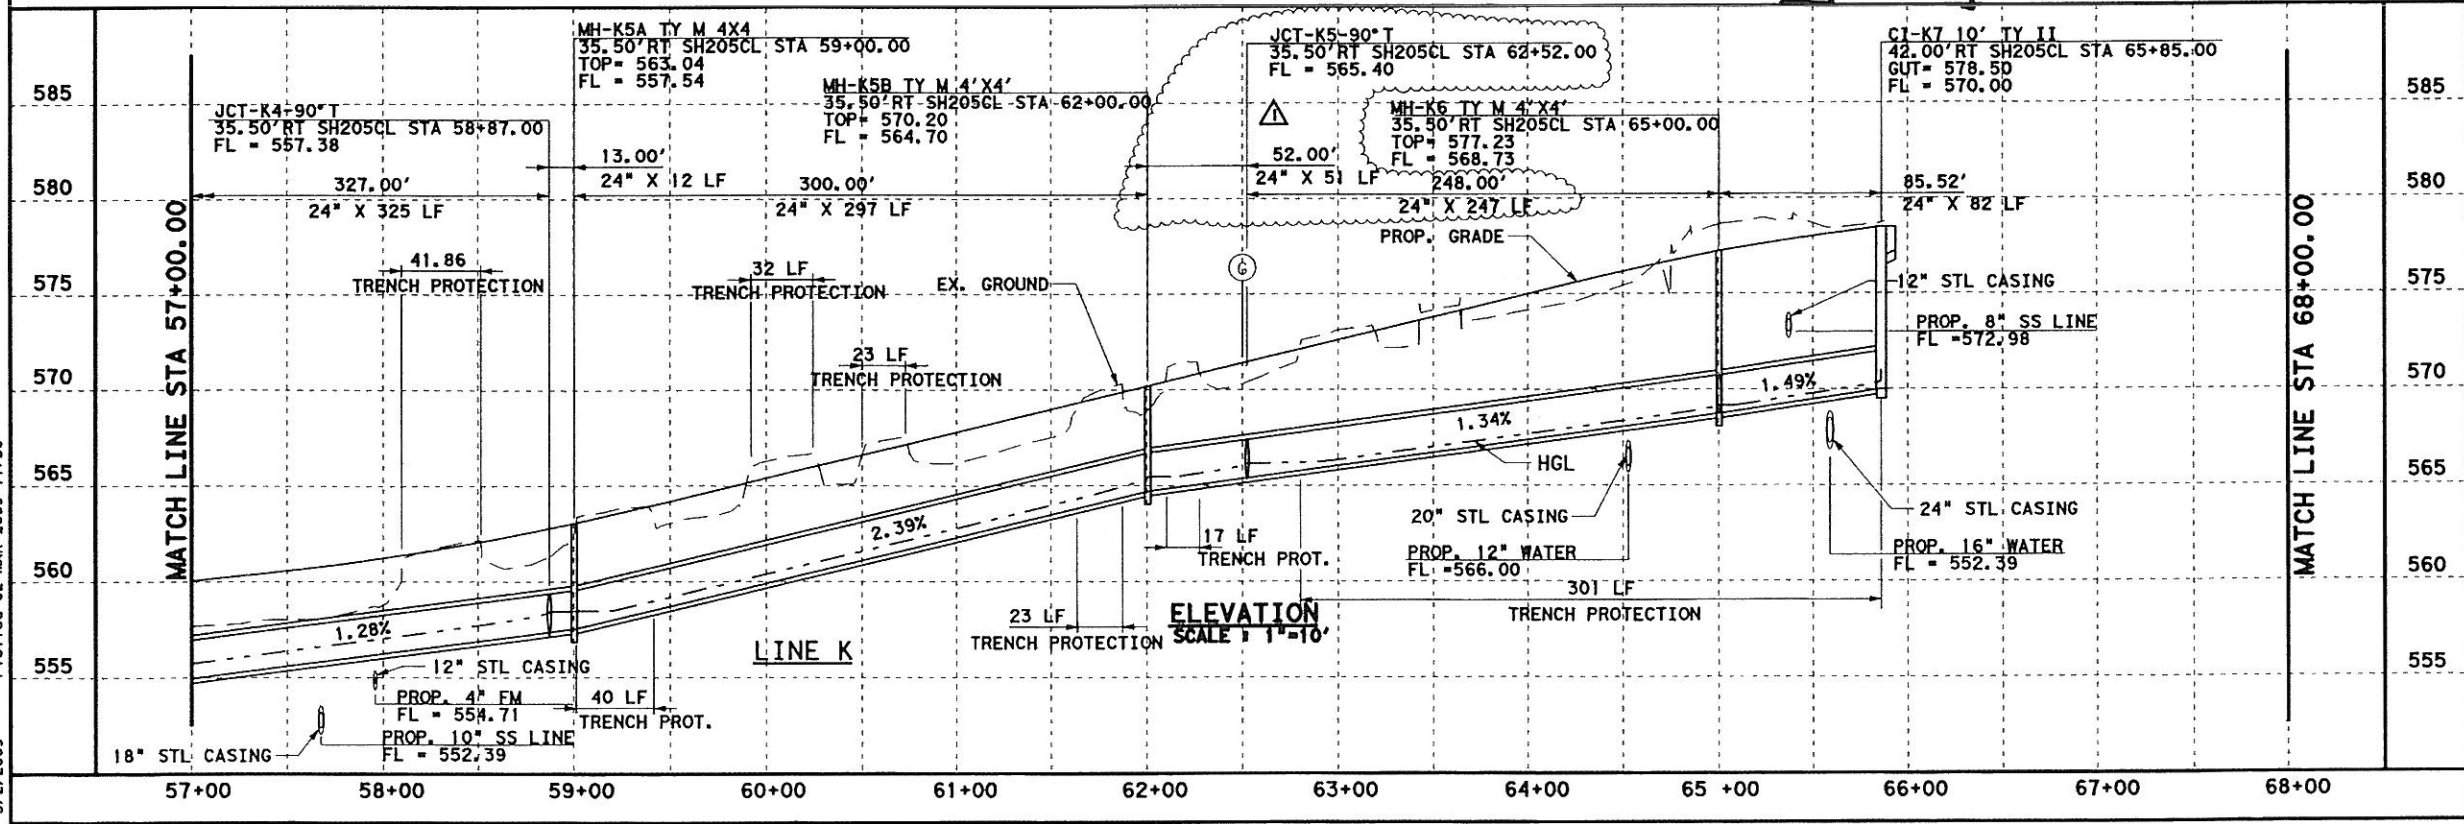 MH-K5A TY M 4X4
35.50'RT SH205CL STA 59+00.00
TOP= 563.04
FL = 557.54
JCT-K5-90°T
35.50'RT SH205CL STA 62+52.00
FL = 565.40
CI-K7 10' TY II
42.00'RT SH205CL STA 65+85.00
GUT= 578.50
FL = 570.00
MH-K5B TY M 4'X4'
35.50'RT SH205CL STA 62+00.00
TOP= 570.20
FL = 564.70
JCT-K4-90°T
35.50'RT SH205CL STA 58+87.00
FL = 557.38
MH-K6 TY M 4'X4'
35.50'RT SH205CL STA 65+00.00
TOP= 577.23
FL = 568.73
1
585
580
575
570
565
560
555
585
580
575
570
565
560
555
327.00'
24" X 325 LF
13.00'
24" X 12 LF
300.00'
24" X 297 LF
52.00'
24" X 51 LF
248.00'
24" X 247 LF
85.52'
24" X 82 LF
MATCH LINE STA 57+00.00
MATCH LINE STA 68+00.00
41.86
TRENCH PROTECTION
32 LF
TRENCH PROTECTION
23 LF
TRENCH PROTECTION
EX. GROUND
G
PROP. GRADE
12" STL CASING
PROP. 8" SS LINE
FL =572.98
1.28%
2.39%
1.34%
1.49%
HGL
20" STL CASING
PROP. 12" WATER
FL =566.00
24" STL CASING
PROP. 16" WATER
FL = 552.39
17 LF
TRENCH PROT.
301 LF
TRENCH PROTECTION
23 LF
TRENCH PROTECTION
ELEVATION
SCALE : 1"=10'
LINE K
12" STL CASING
PROP. 4" FM
FL = 554.71
40 LF
TRENCH PROT.
PROP. 10" SS LINE
FL = 552.39
18" STL CASING
57+00
58+00
59+00
60+00
61+00
62+00
63+00
64+00
65 +00
66+00
67+00
68+00